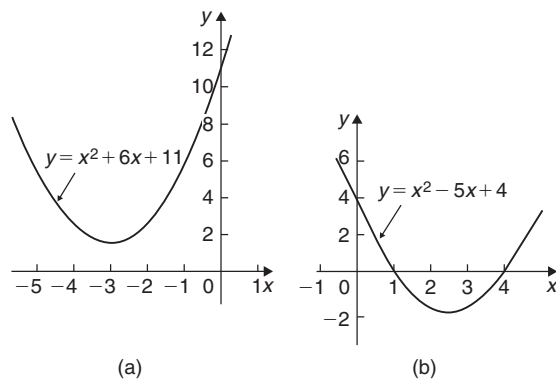 y
12
10
8
y = x² + 6x + 11
6
4
2
−5 −4 −3 −2 −1 0 1 x
(a)
y
6
4
y = x² − 5x + 4
2
−1 0 1 2 3 4 x
−2
(b)